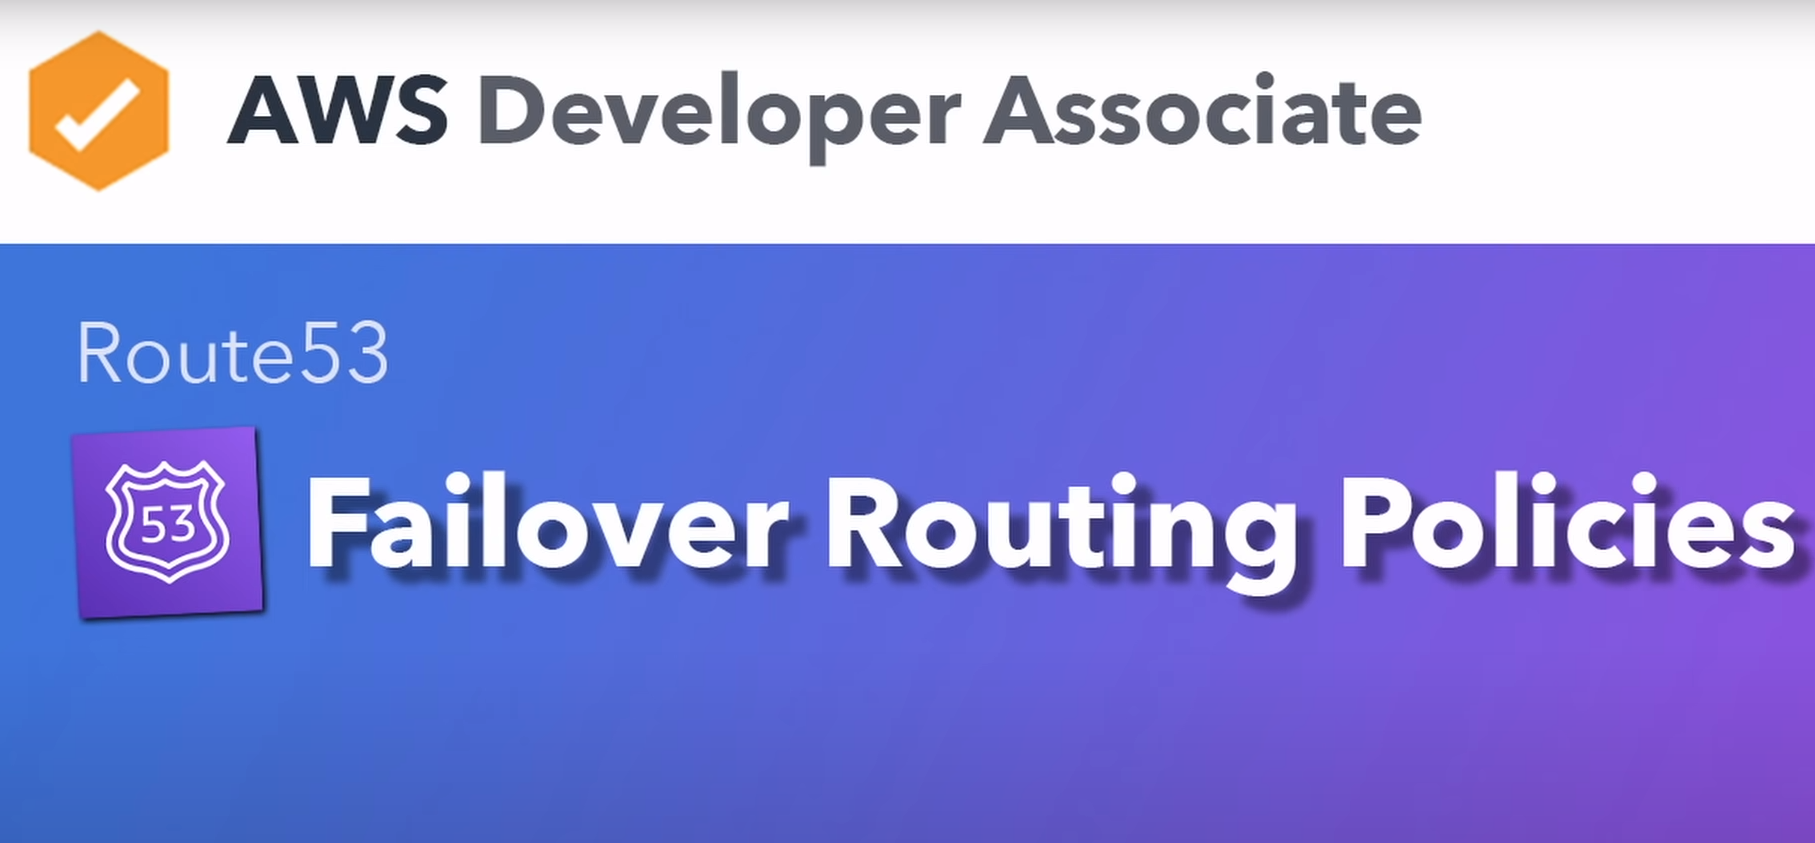 AWS Developer Associate
Route53
53
Failover Routing Policies